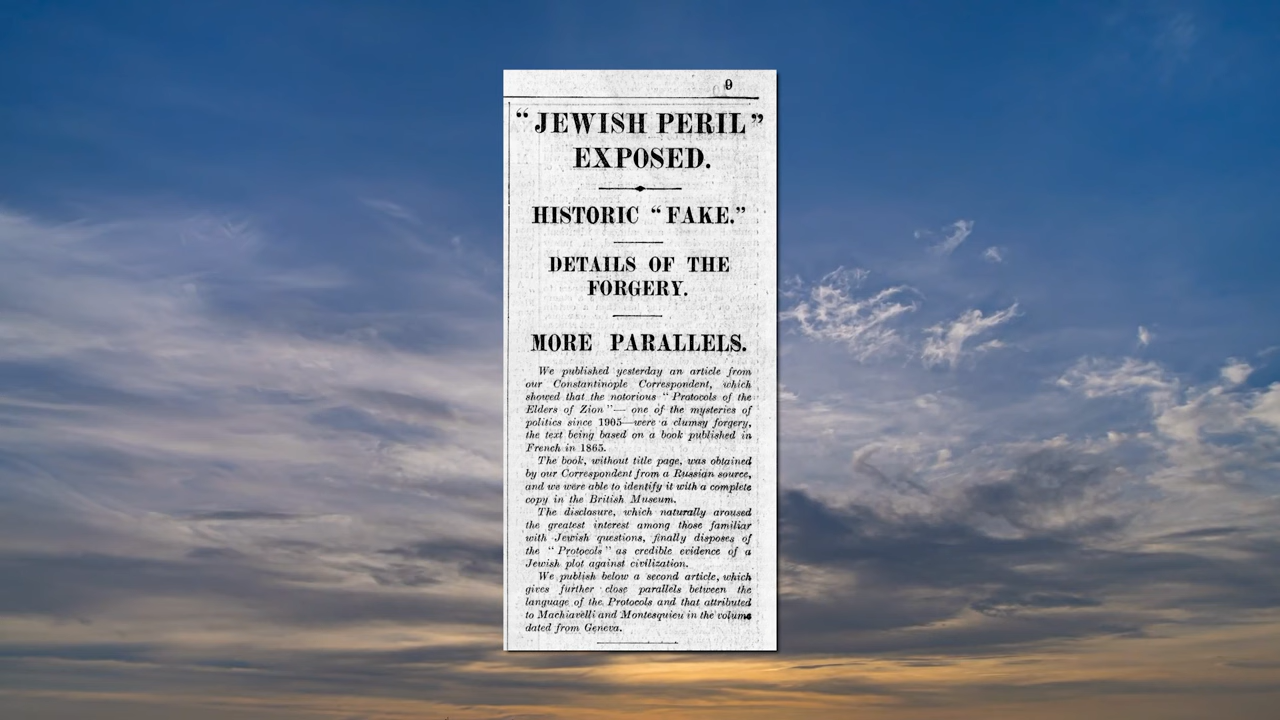 9
"JEWISH PERIL"
EXPOSED.
HISTORIC "FAKE."
DETAILS OF THE
FORGERY.
MORE PARALLELS.
We published yesterday an article from
our Constantinople Correspondent, which
showed that the notorious "Protocols of the
Elders of Zion"— one of the mysteries of
politics since 1905—were a clumsy forgery,
the text being based on a book published in
French in 1865.
The book, without title page, was obtained
by our Correspondent from a Russian source,
and we were able to identify it with a complete
copy in the British Museum.
The disclosure, which naturally aroused
the greatest interest among those familiar
with Jewish questions, finally disposes of
the "Protocols" as credible evidence of a
Jewish plot against civilization.
We publish below a second article, which
gives further close parallels between the
language of the Protocols and that attributed
to Machiavelli and Montesquieu in the volume
dated from Geneva.